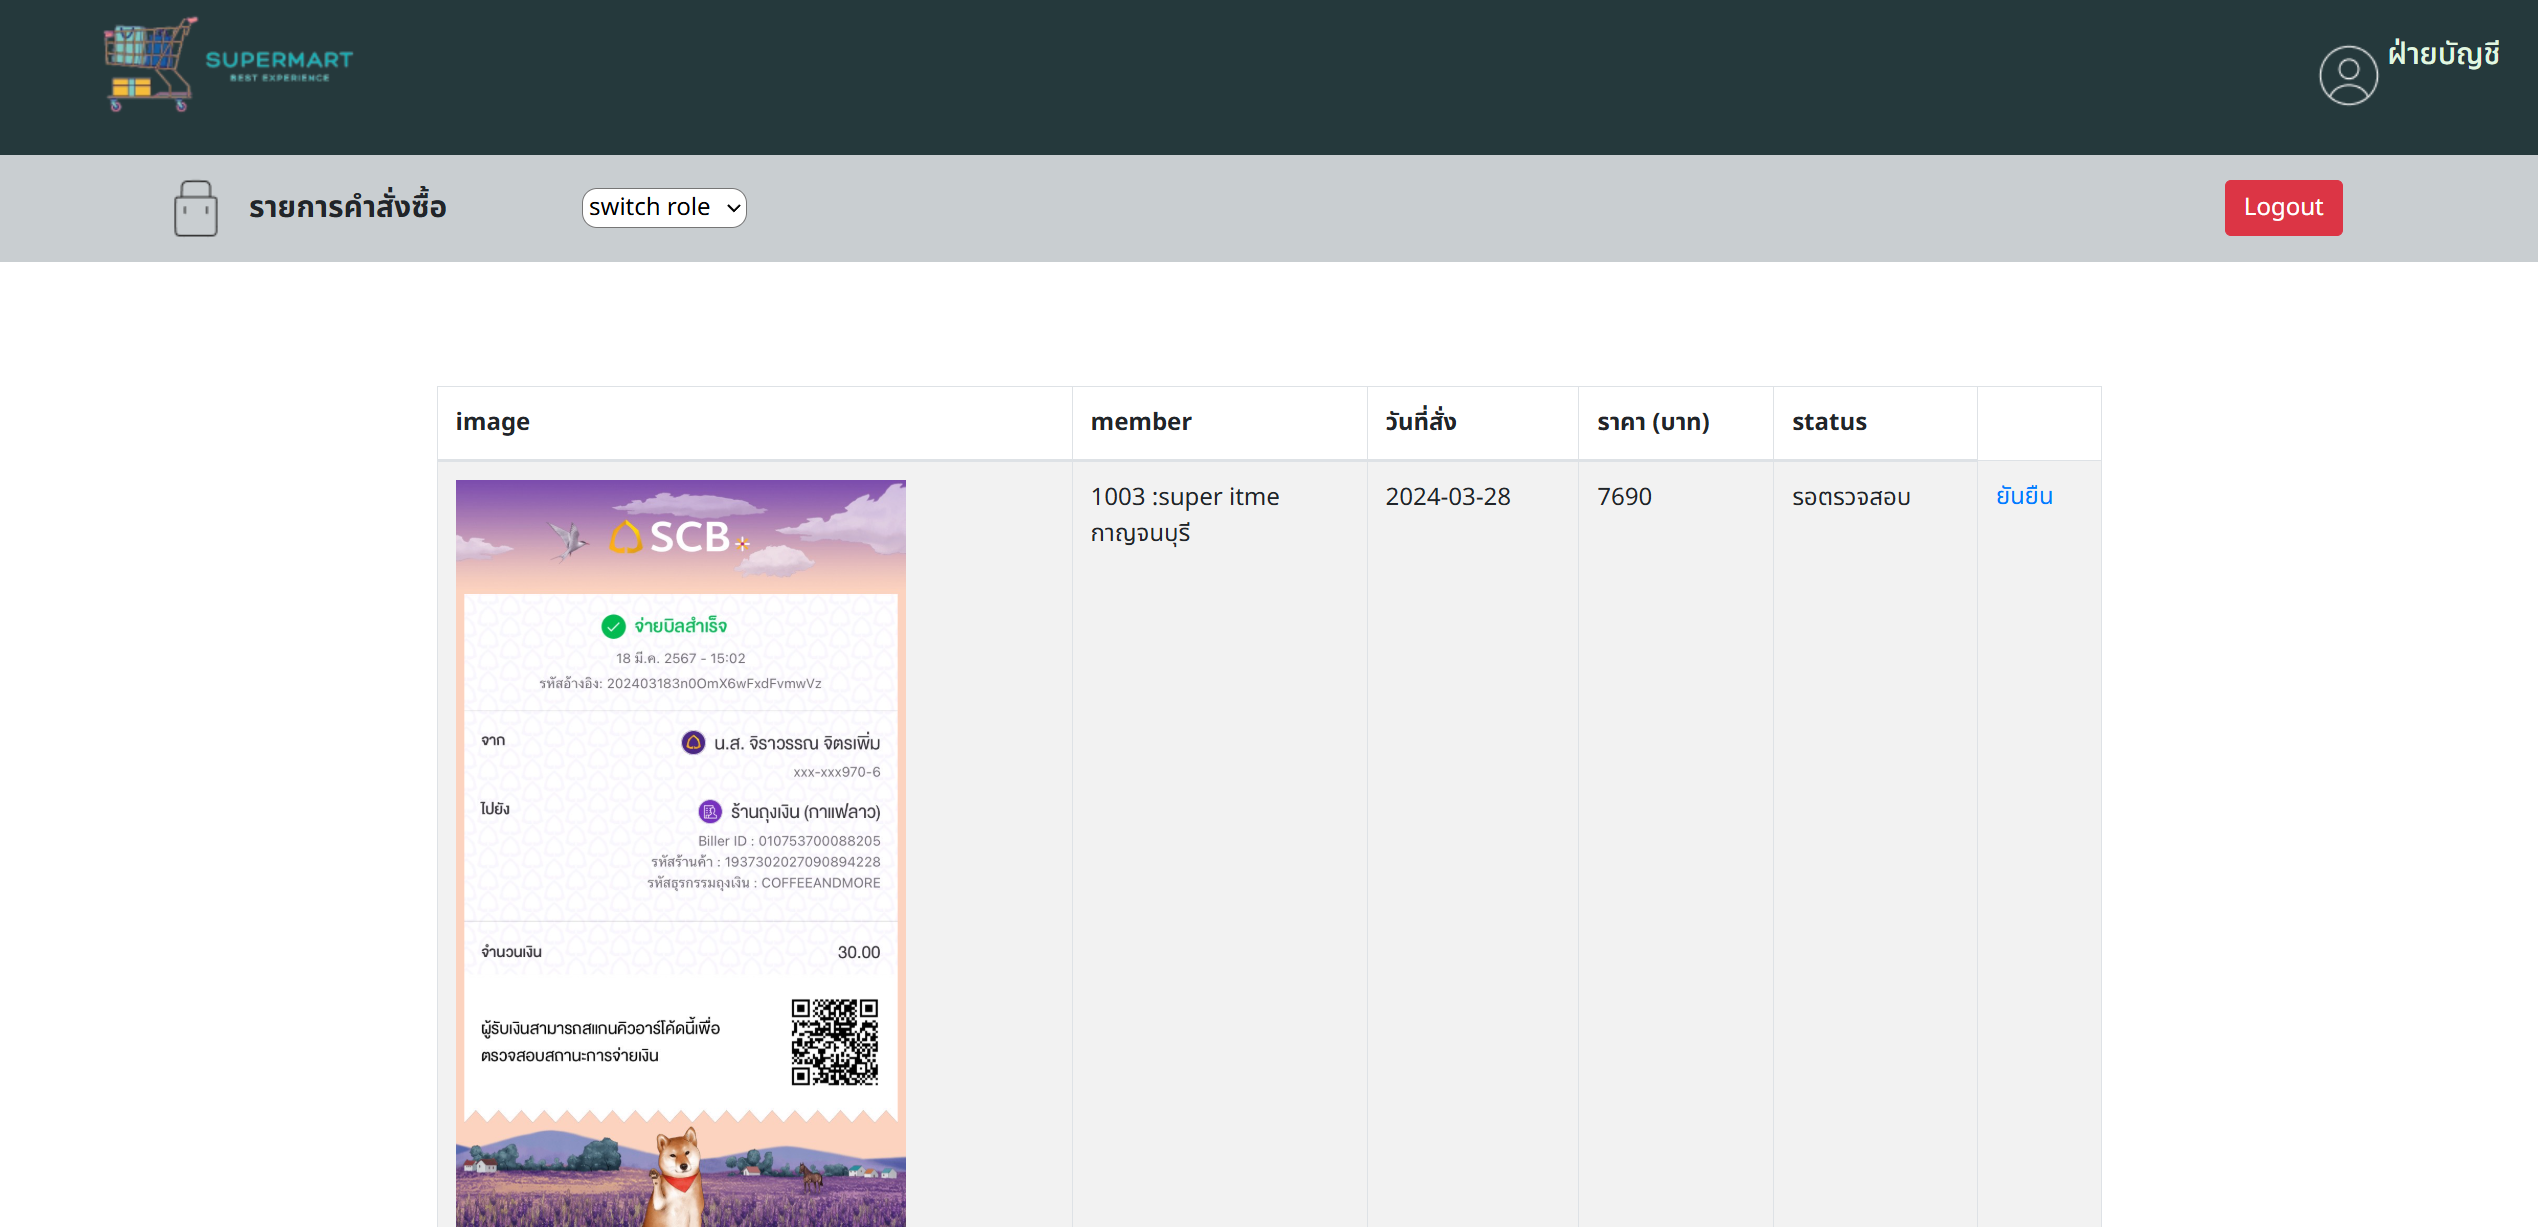 SUPERMART
BEST EXPERIENCE
ฝ่ายบัญชี
รายการคำสั่งซื้อ
switch role
Logout
image
member
วันที่สั่ง
ราคา (บาท)
status
1003 :super itme
กาญจนบุรี
2024-03-28
7690
รอตรวจสอบ
ยันยืน
SCB
จ่ายบิลสำเร็จ
18 มี.ค. 2567 - 15:02
รหัสอ้างอิง: 202403183n0OmX6wFxdFvmwVz
จาก
น.ส. จิราวรรณ จิตรเพิ่ม
xxx-xxx970-6
ไปยัง
ร้านถุงเงิน (กาแฟลาว)
Biller ID : 010753700088205
รหัสร้านค้า : 1937302027090894228
รหัสธุรกรรมถุงเงิน : COFFEEANDMORE
จำนวนเงิน
30.00
ผู้รับเงินสามารถสแกนคิวอาร์โค้ดนี้เพื่อ
ตรวจสอบสถานะการจ่ายเงิน